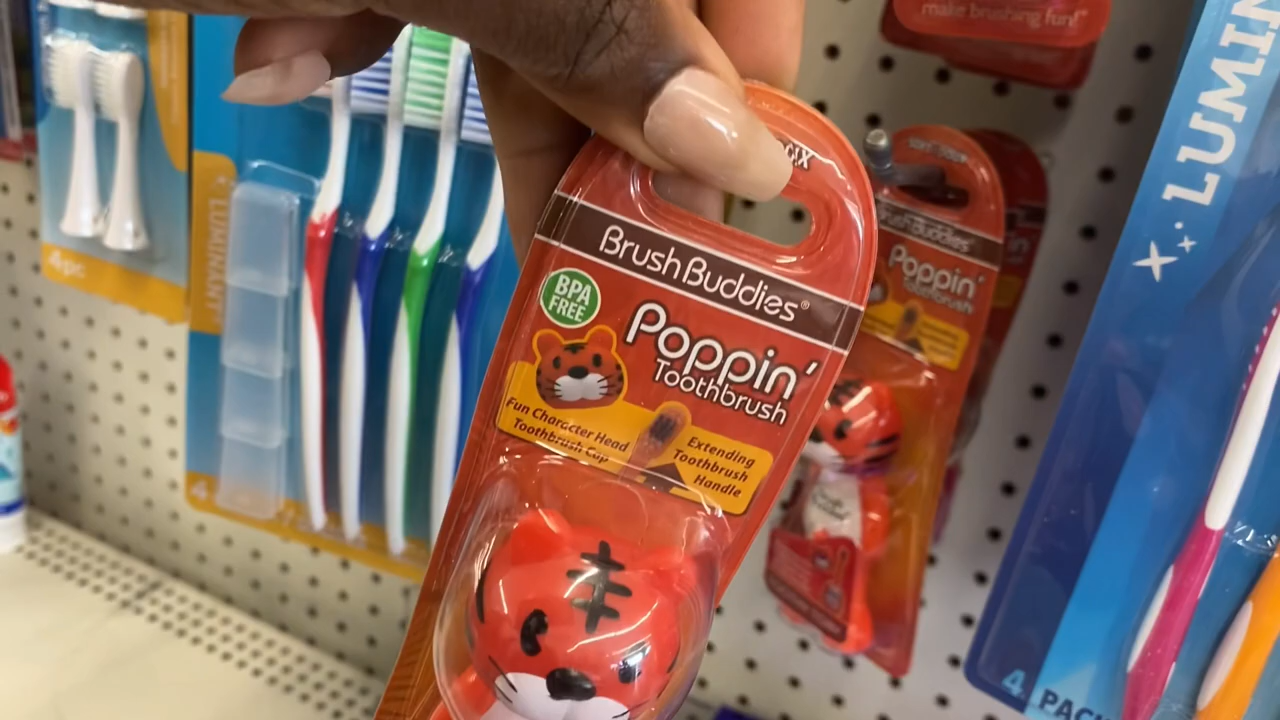 make brushing fun!"
BrushBuddies®
BPA
FREE
Poppin'
Toothbrush
Fun Character Head
Toothbrush Cap
Extending
Toothbrush
Handle
BrushBuddies
Poppin'
Toothbrush
LUMINANT
4pc
LUMIN
4 PACK